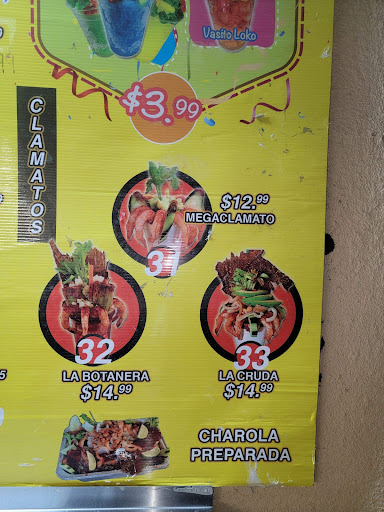 Vasito Loko
$3.99
CLAMATOS
$12.99
MEGACLAMATO
31
32
33
LA BOTANERA
$14.99
LA CRUDA
$14.99
CHAROLA
PREPARADA